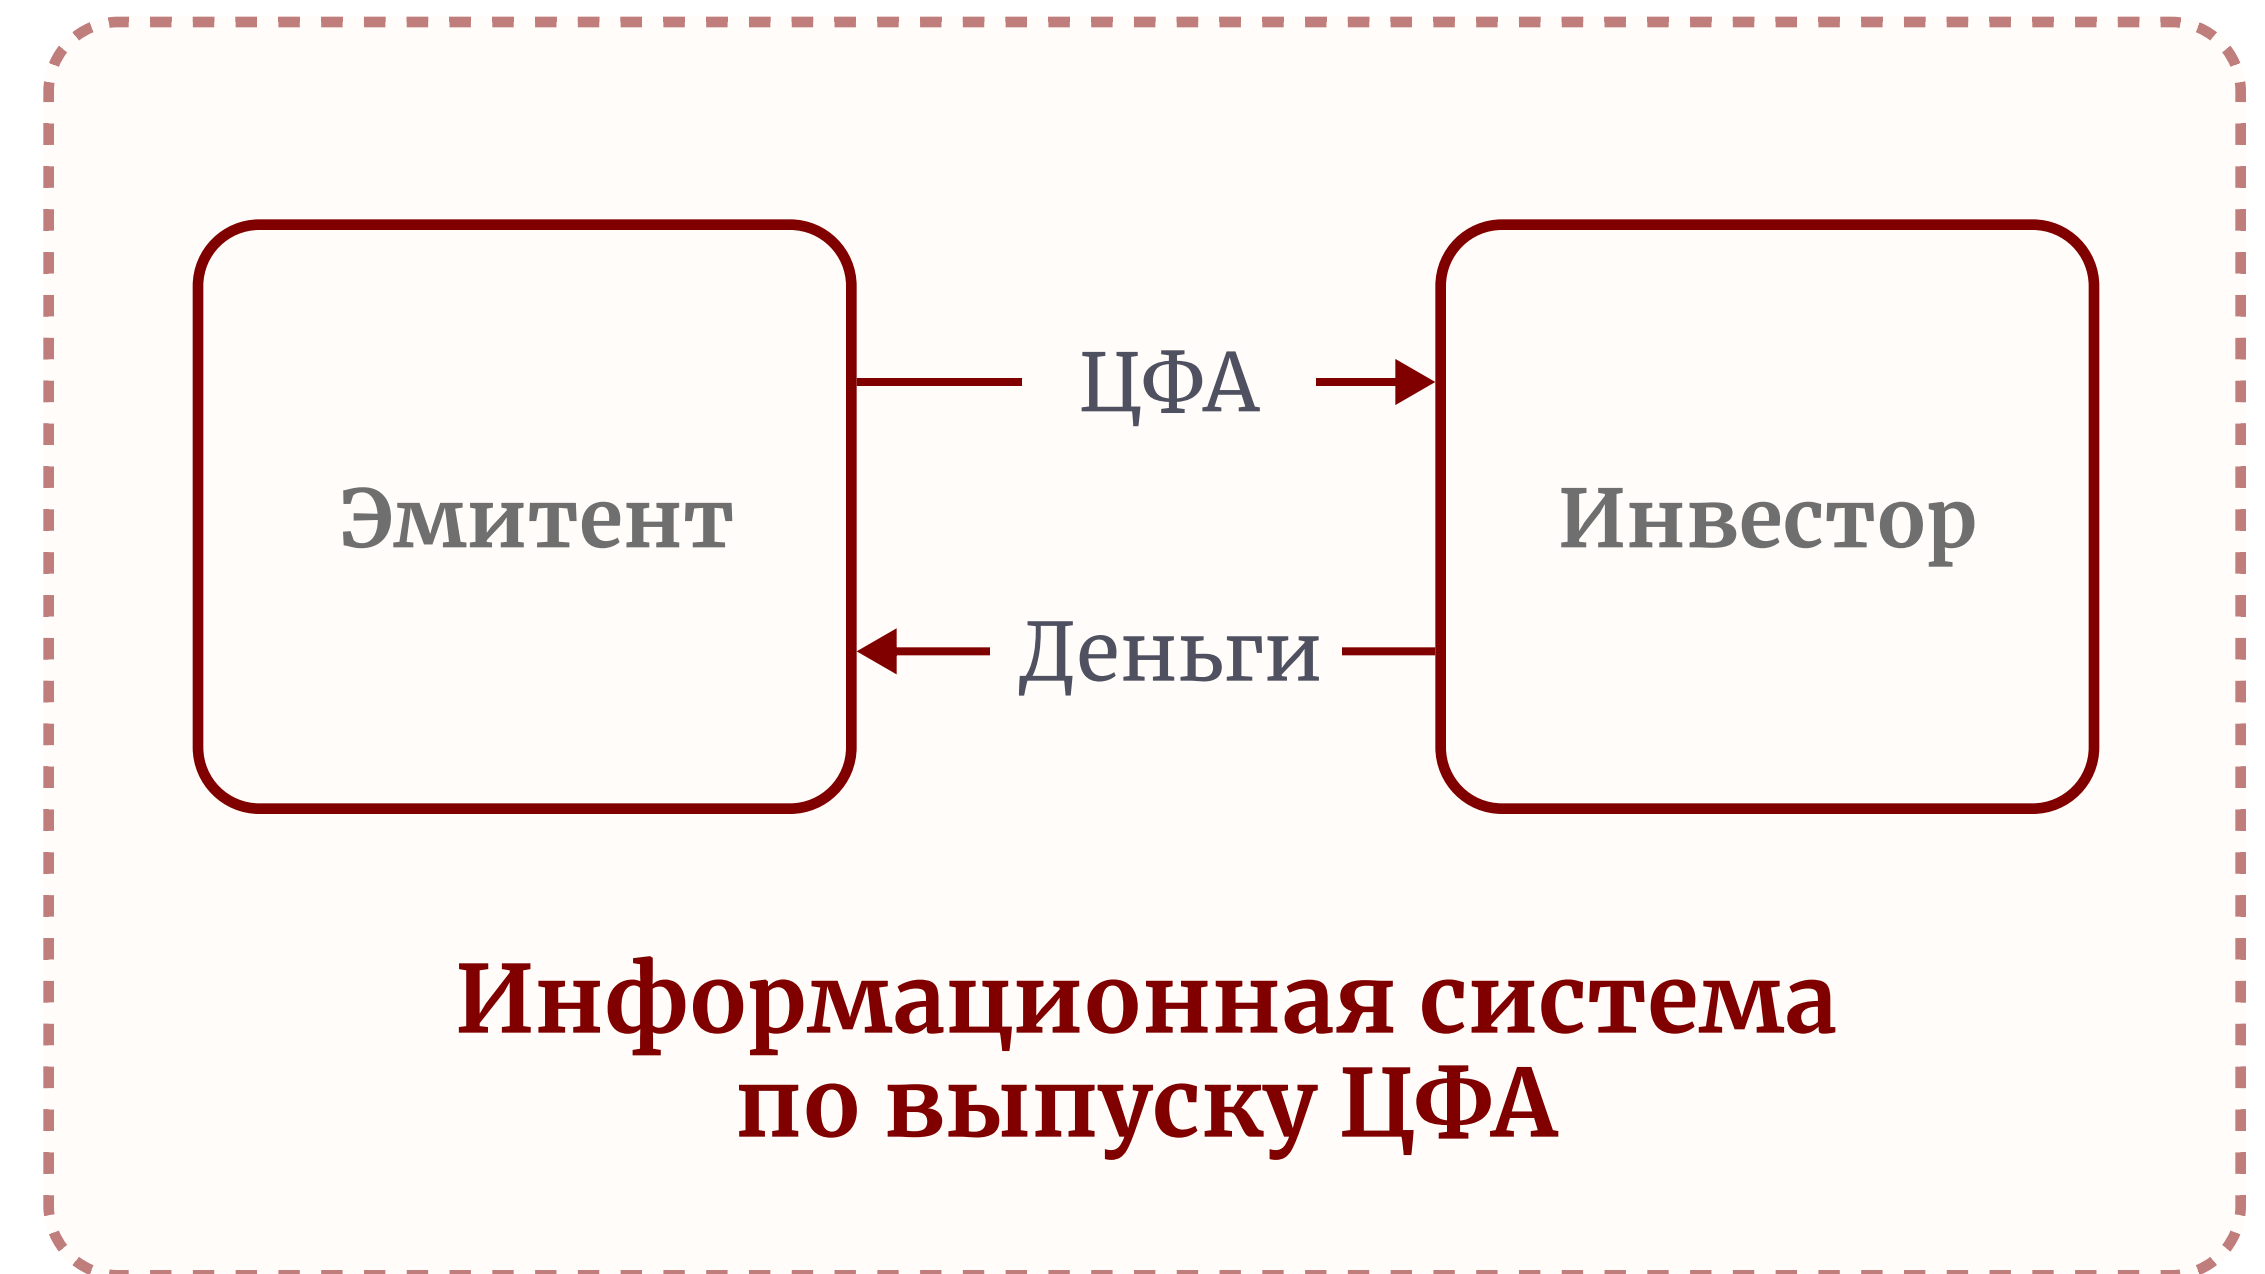 ЦФА
Эмитент
Инвестор
Деньги
Информационная система
по выпуску ЦФА